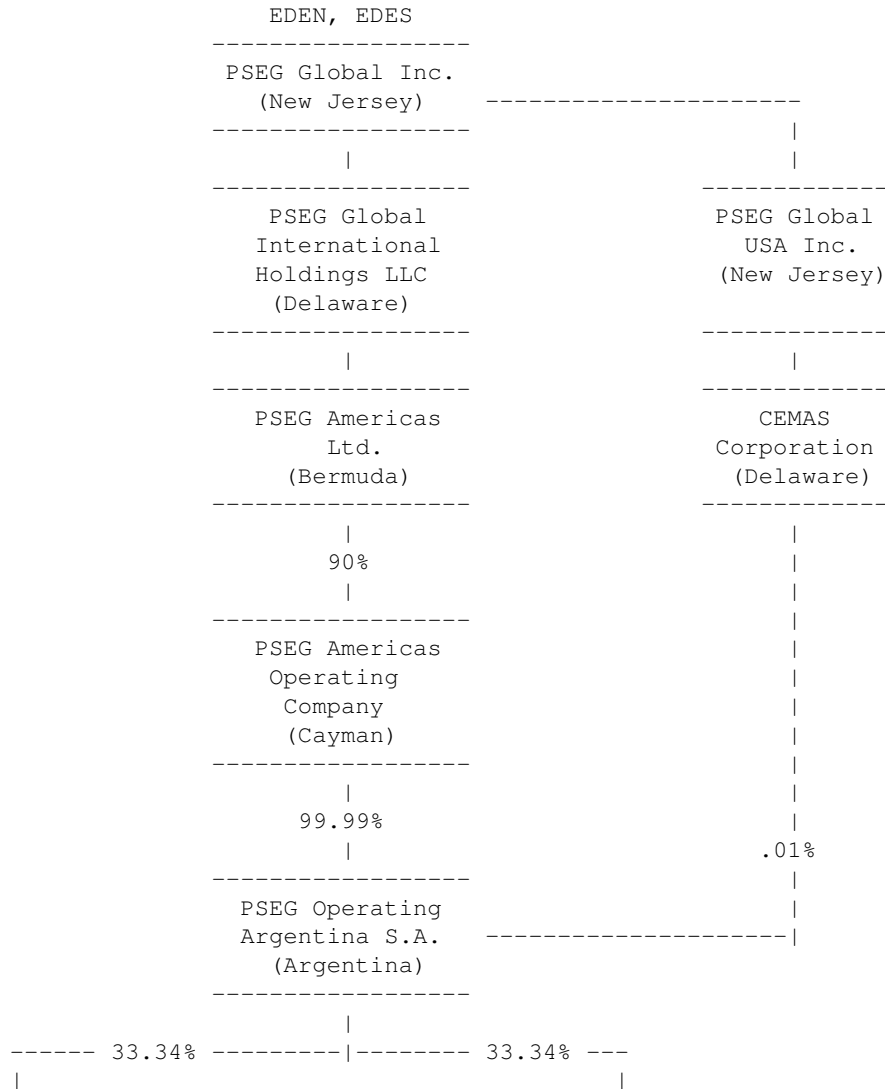 EDEN, EDES
------------------
PSEG Global Inc.
(New Jersey) ----------------------
------------------ |
| |
------------------ -------------
PSEG Global PSEG Global
International USA Inc.
Holdings LLC (New Jersey)
(Delaware)
------------------ -------------
| |
------------------ -------------
PSEG Americas CEMAS
Ltd. Corporation
(Bermuda) (Delaware)
------------------ -------------
| |
90% |
| |
------------------ |
PSEG Americas |
Operating |
Company |
(Cayman) |
------------------ |
| |
99.99% |
| .01%
------------------ |
PSEG Operating |
Argentina S.A. ---------------------|
(Argentina)
------------------
|
------ 33.34% ---------|-------- 33.34% ---
| |